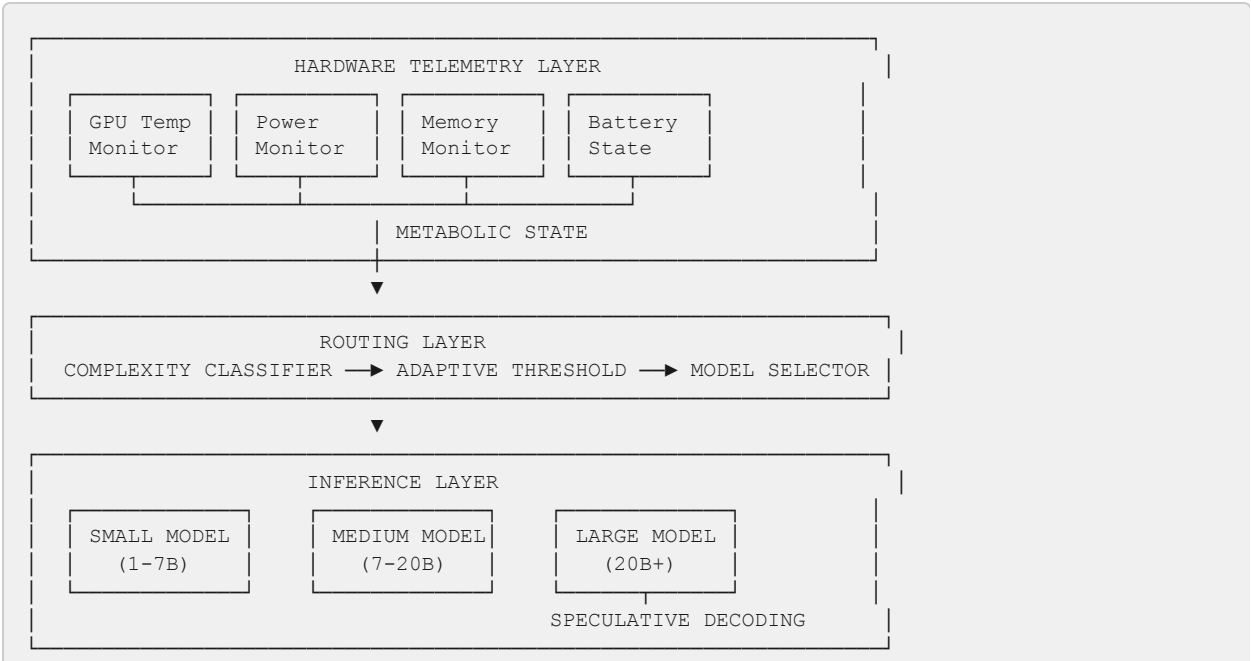 HARDWARE TELEMETRY LAYER
GPU Temp Power Memory Battery
Monitor Monitor Monitor State
METABOLIC STATE
ROUTING LAYER
COMPLEXITY CLASSIFIER ──► ADAPTIVE THRESHOLD ──► MODEL SELECTOR
INFERENCE LAYER
SMALL MODEL MEDIUM MODEL LARGE MODEL
(1-7B) (7-20B) (20B+)
SPECULATIVE DECODING